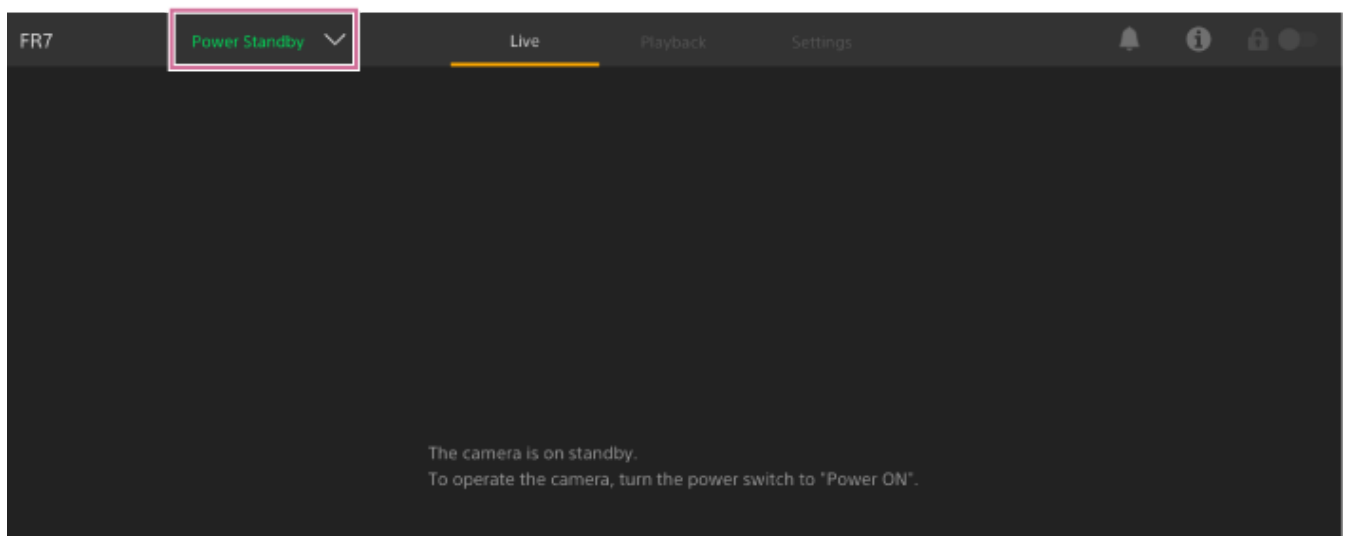 FR7
Power Standby
Live
Playback
Settings
The camera is on standby.
To operate the camera, turn the power switch to "Power ON".